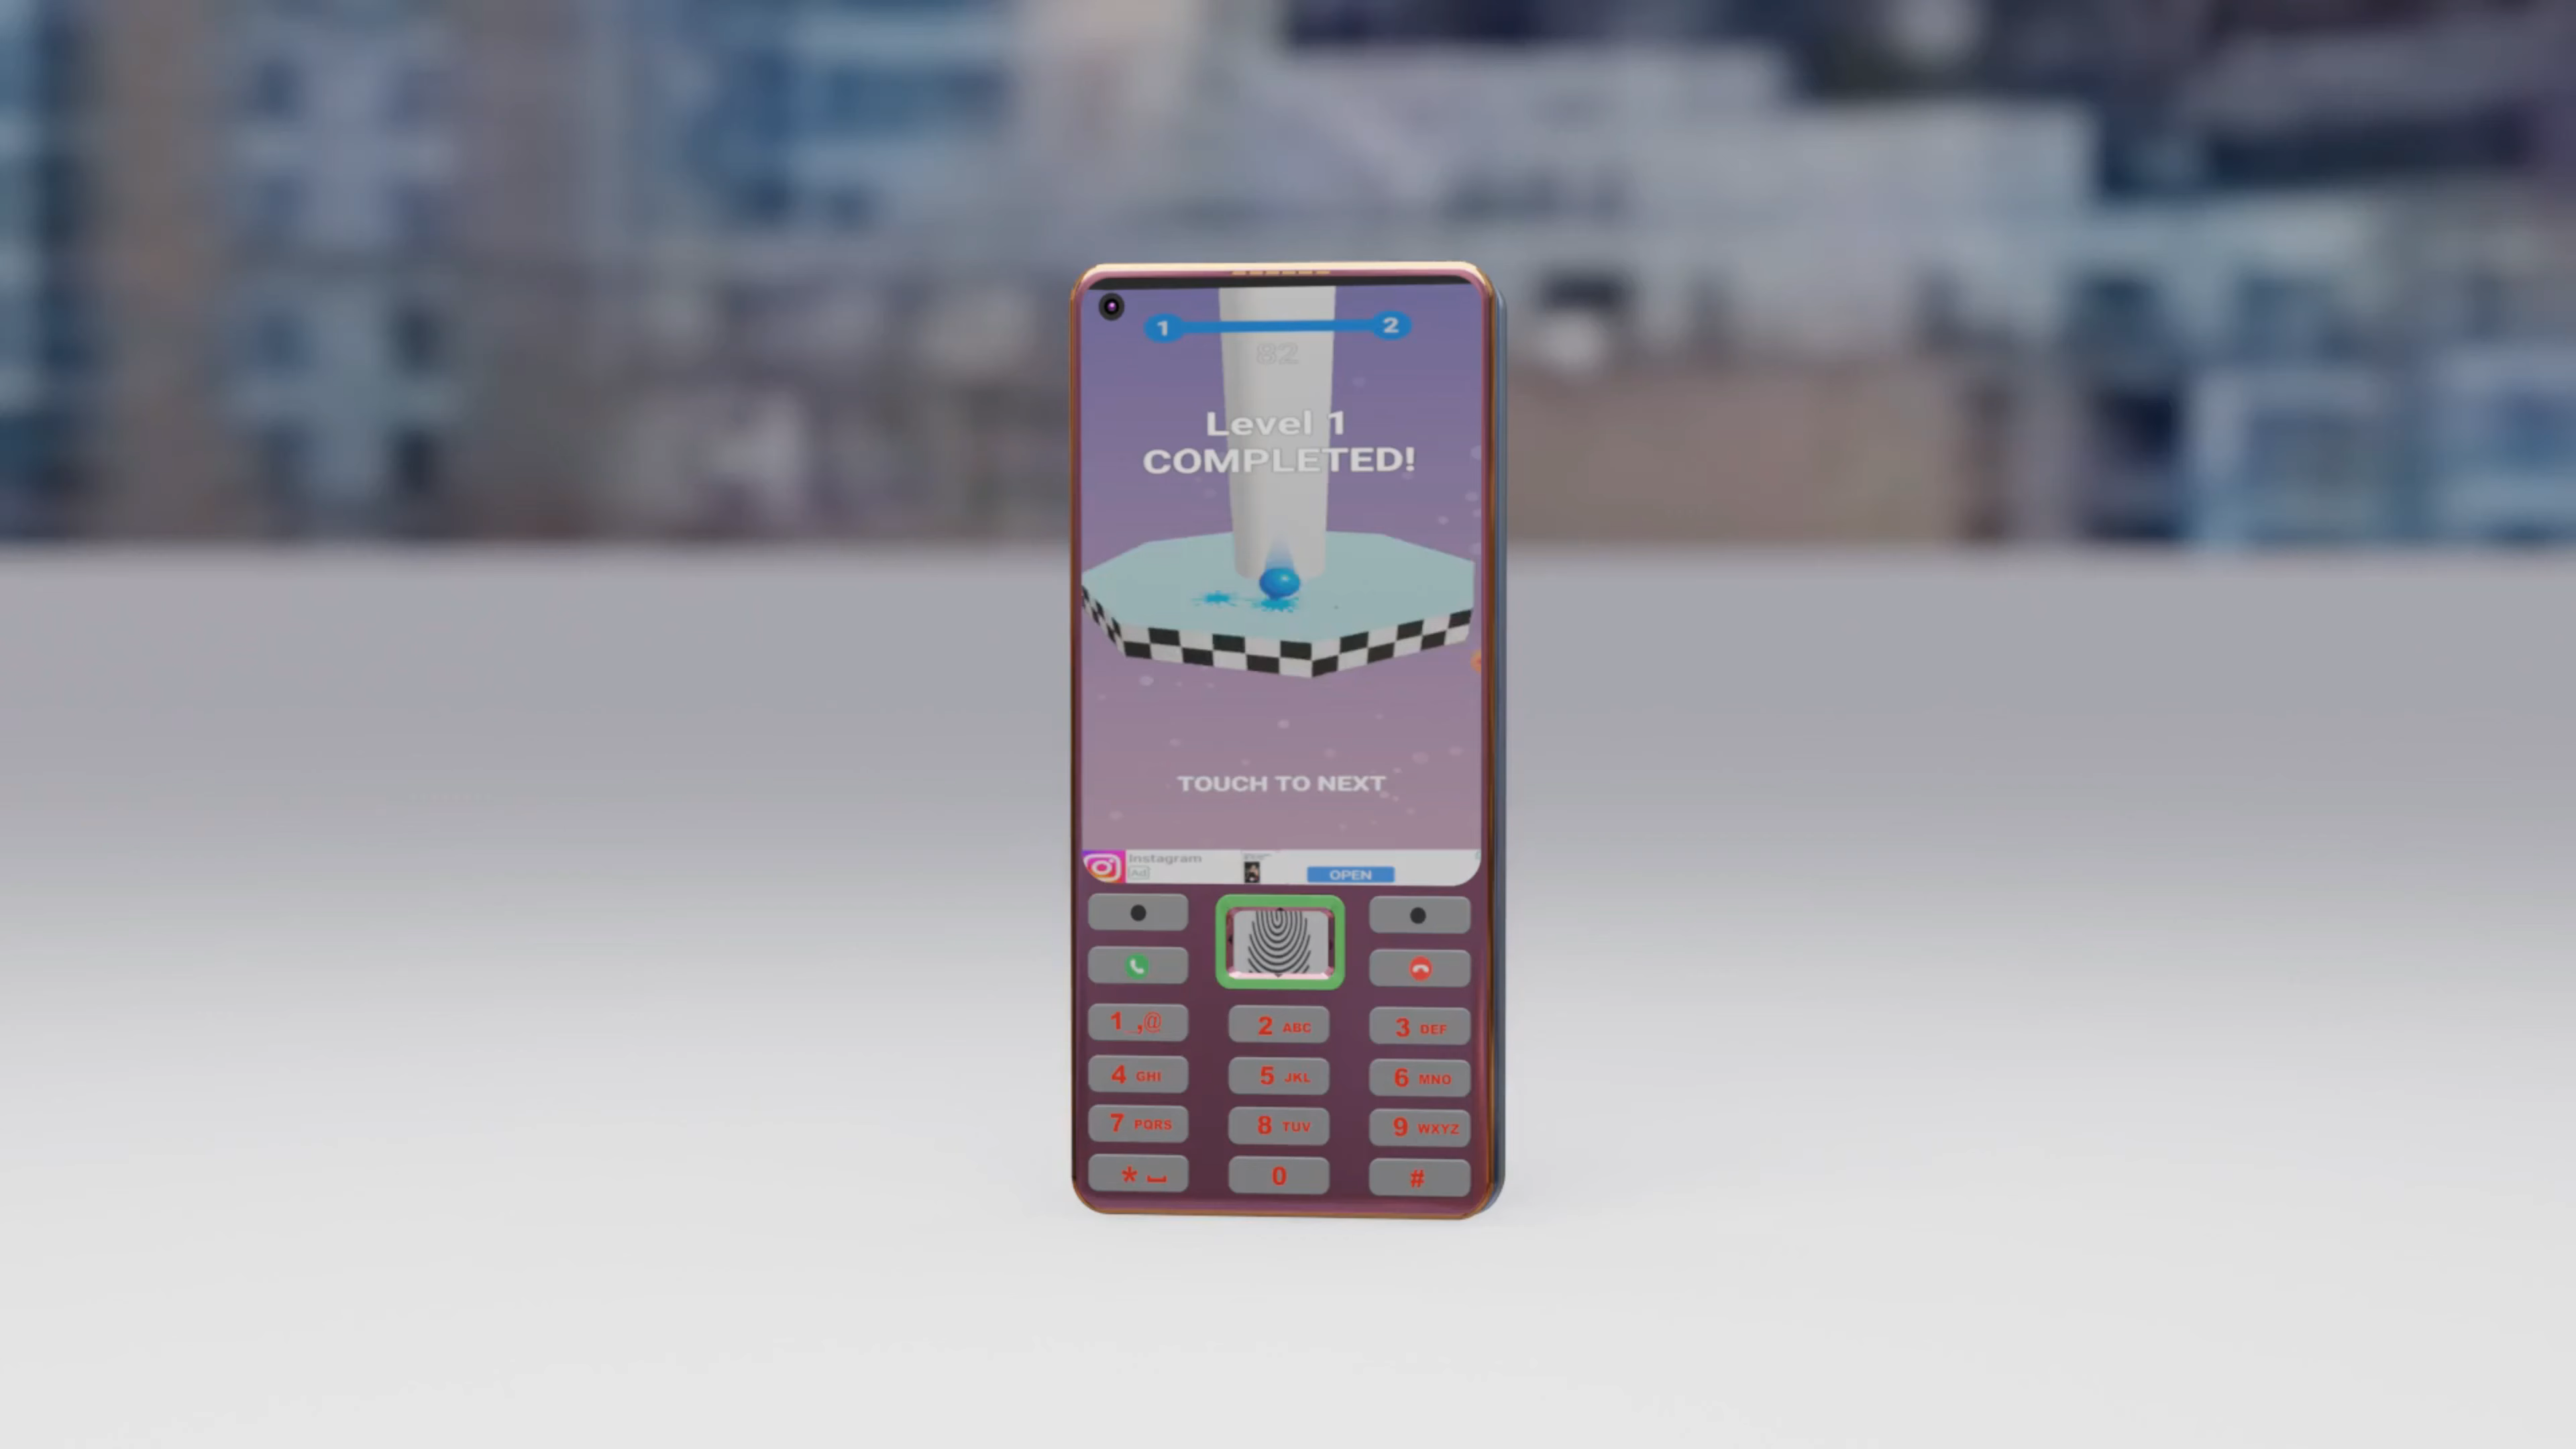 1 2
82
Level 1
COMPLETED!
TOUCH TO NEXT
Instagram
Ad
OPEN
1 ,@ 2 ABC 3 DEF
4 GHI 5 JKL 6 MNO
7 PQRS 8 TUV 9 WXYZ
* 0 #